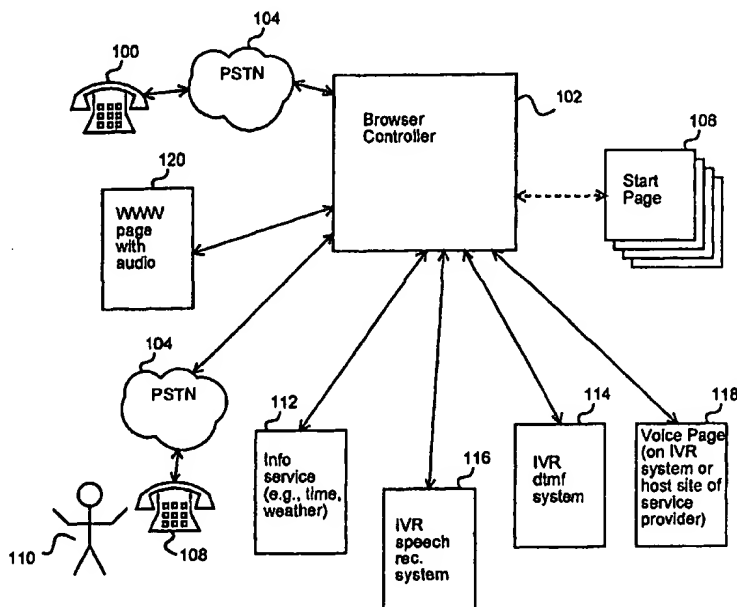 104
100
PSTN
Browser
Controller
102
108
Start
Page
120
WWW
page
with
audio
104
PSTN
112
Info
service
(e.g., time,
weather)
116
IVR
speech
rec.
system
114
IVR
dtmf
system
118
Voice Page
(on IVR
system or
host site of
service
provider)
110
108